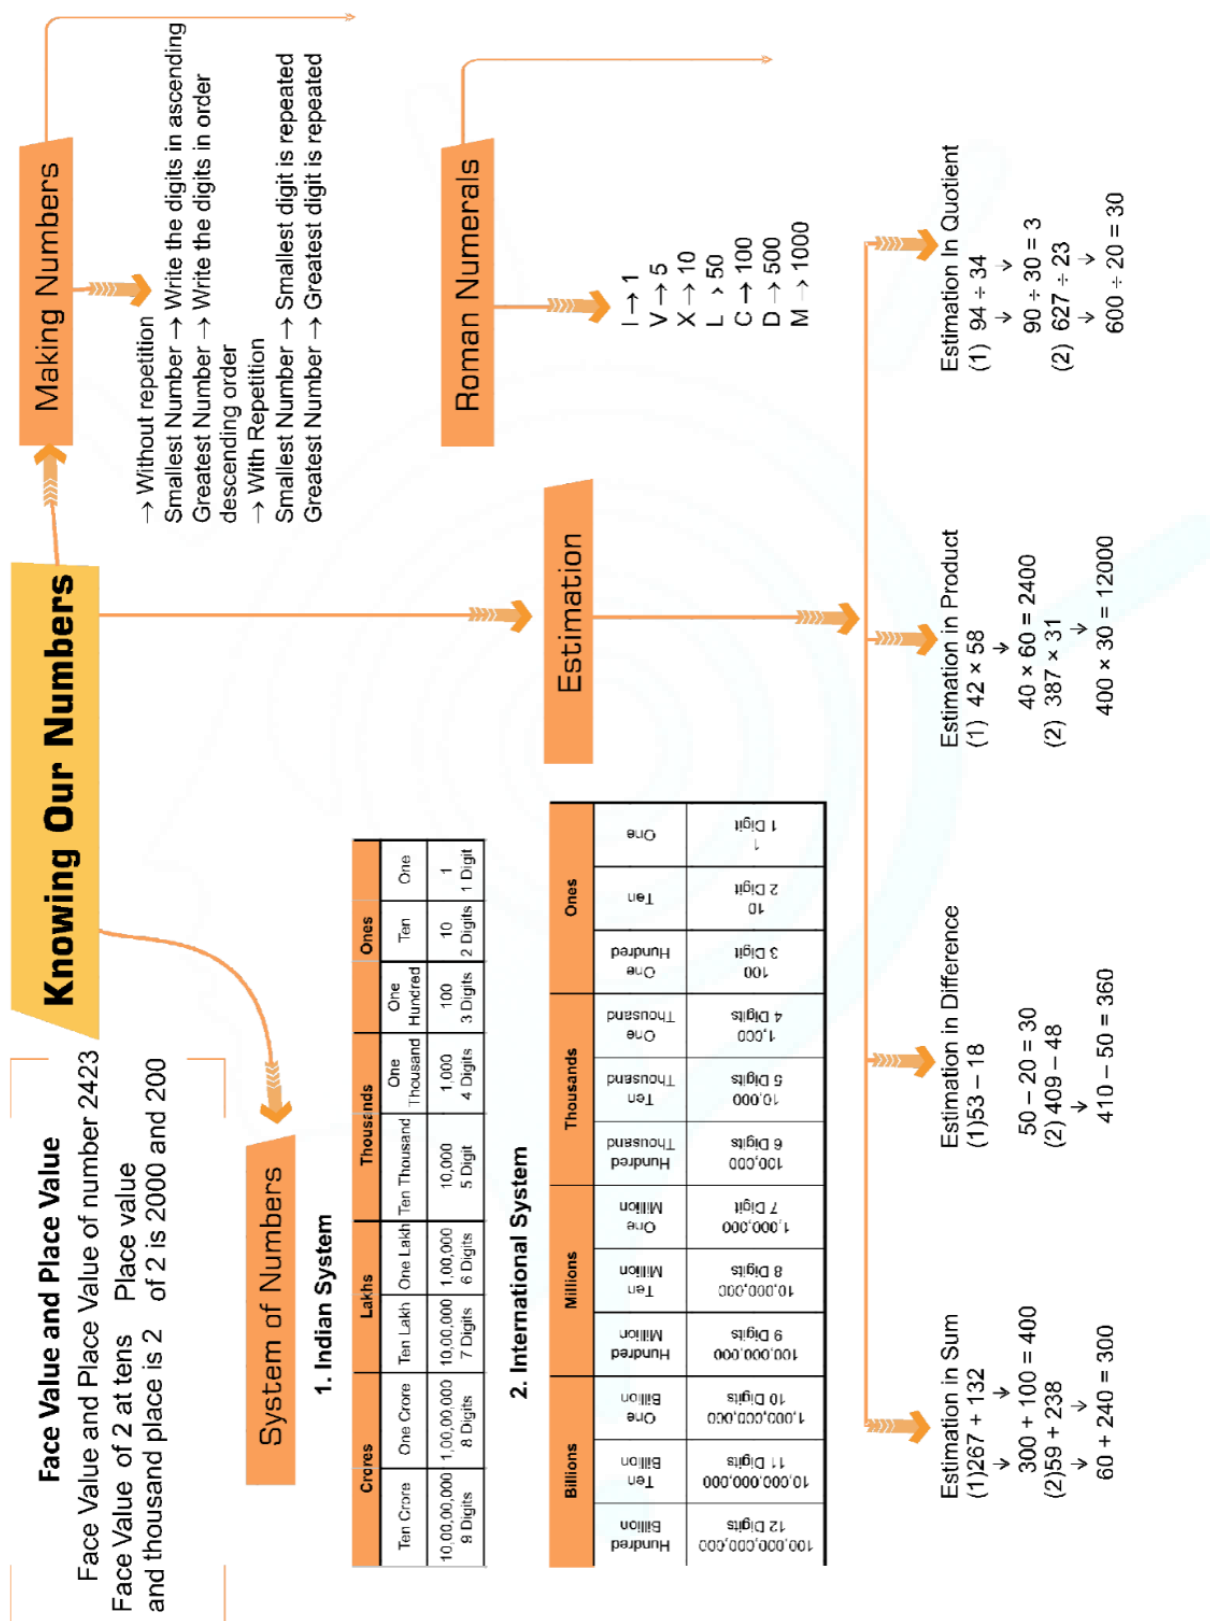 Knowing Our Numbers
Face Value and Place Value
Face Value and Place Value of number 2423
Face Value of 2 at tens Place value
and thousand place is 2 of 2 is 2000 and 200
System of Numbers
1. Indian System
Crores Lakhs Thousands Ones
Ten Crore One Crore Ten Lakh One Lakh Ten Thousand One Thousand One Hundred Ten One
10,00,00,000 1,00,00,000 10,00,000 1,00,000 10,000 1,000 100 10 1
9 Digits 8 Digits 7 Digits 6 Digits 5 Digit 4 Digits 3 Digits 2 Digits 1 Digit
2. International System
Billions Millions Thousands Ones
Hundred Billion Ten Billion One Billion Hundred Million Ten Million One Million Hundred Thousand Ten Thousand One Thousand One Hundred Ten One
100,000,000,000 10,000,000,000 1,000,000,000 100,000,000 10,000,000 1,000,000 100,000 10,000 1,000 100 10 1
12 Digits 11 Digits 10 Digits 9 Digits 8 Digits 7 Digit 6 Digits 5 Digits 4 Digits 3 Digit 2 Digit 1 Digit
Making Numbers
→ Without repetition
Smallest Number → Write the digits in ascending
Greatest Number → Write the digits in order
descending order
→ With Repetition
Smallest Number → Smallest digit is repeated
Greatest Number → Greatest digit is repeated
Roman Numerals
I → 1
V → 5
X → 10
L › 50
C → 100
D → 500
M → 1000
Estimation
Estimation in Sum
(1)267 + 132
↓ ↓
300 + 100 = 400
(2)59 + 238
↓ ↓
60 + 240 = 300
Estimation in Difference
(1)53 – 18
50 – 20 = 30
(2) 409 – 48
↓
410 – 50 = 360
Estimation in Product
(1) 42 × 58
↓
40 × 60 = 2400
(2) 387 × 31
↓
400 × 30 = 12000
Estimation In Quotient
(1) 94 ÷ 34
↓ ↓
90 ÷ 30 = 3
(2) 627 ÷ 23
↓ ↓
600 ÷ 20 = 30